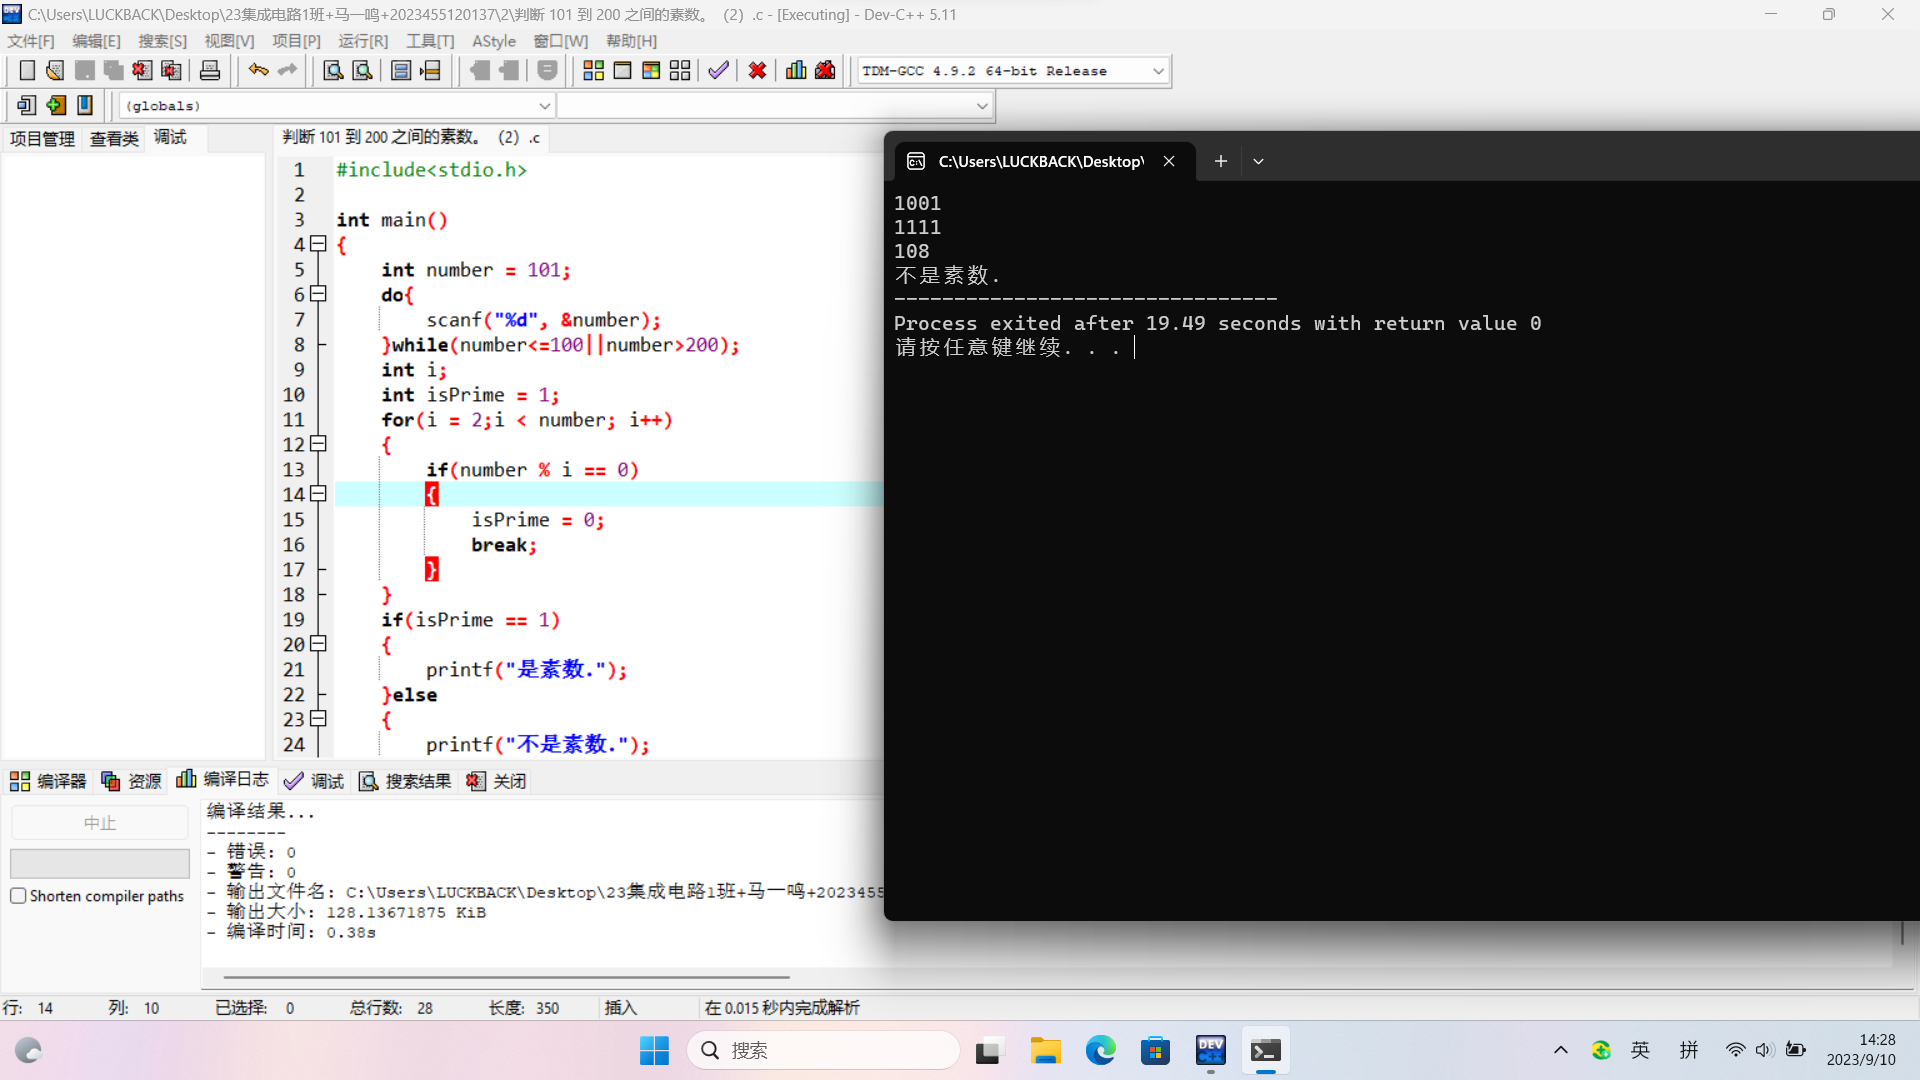 C:\Users\LUCKBACK\Desktop\23集成电路1班+马一鸣+2023455120137\2\判断 101 到 200 之间的素数。 (2) .c - [Executing] - Dev-C++ 5.11
文件[F] 编辑[E] 搜索[S] 视图[V] 项目[P] 运行[R] 工具[T] AStyle 窗口[W] 帮助[H]
TDM-GCC 4.9.2 64-bit Release
(globals)
项目管理 查看类 调试
判断 101 到 200 之间的素数。 (2) .c
1 #include<stdio.h>
2
3 int main()
4 {
5 int number = 101;
6 do{
7 scanf("%d", &number);
8 }while(number<=100||number>200);
9 int i;
10 int isPrime = 1;
11 for(i = 2;i < number; i++)
12 {
13 if(number % i == 0)
14 {
15 isPrime = 0;
16 break;
17 }
18 }
19 if(isPrime == 1)
20 {
21 printf("是素数.");
22 }else
23 {
24 printf("不是素数.");
C:\Users\LUCKBACK\Desktop\
1001
1111
108
不是素数.
--------------------------------
Process exited after 19.49 seconds with return value 0
请按任意键继续. . .
编译器 资源 编译日志 调试 搜索结果 关闭
中止
Shorten compiler paths
编译结果...
--------
- 错误: 0
- 警告: 0
- 输出文件名: C:\Users\LUCKBACK\Desktop\23集成电路1班+马一鸣+2023455
- 输出大小: 128.13671875 KiB
- 编译时间: 0.38s
行: 14 列: 10 已选择: 0 总行数: 28 长度: 350 插入 在 0.015 秒内完成解析
搜索
DEV C++
英 拼
14:28
2023/9/10